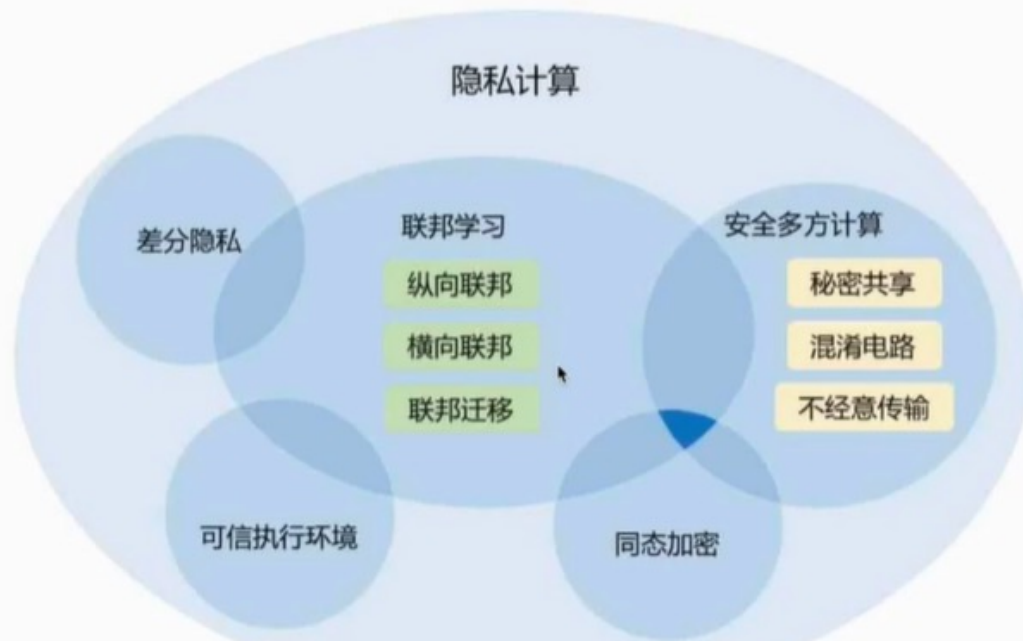 隐私计算
差分隐私
联邦学习
纵向联邦
横向联邦
联邦迁移
安全多方计算
秘密共享
混淆电路
不经意传输
可信执行环境
同态加密